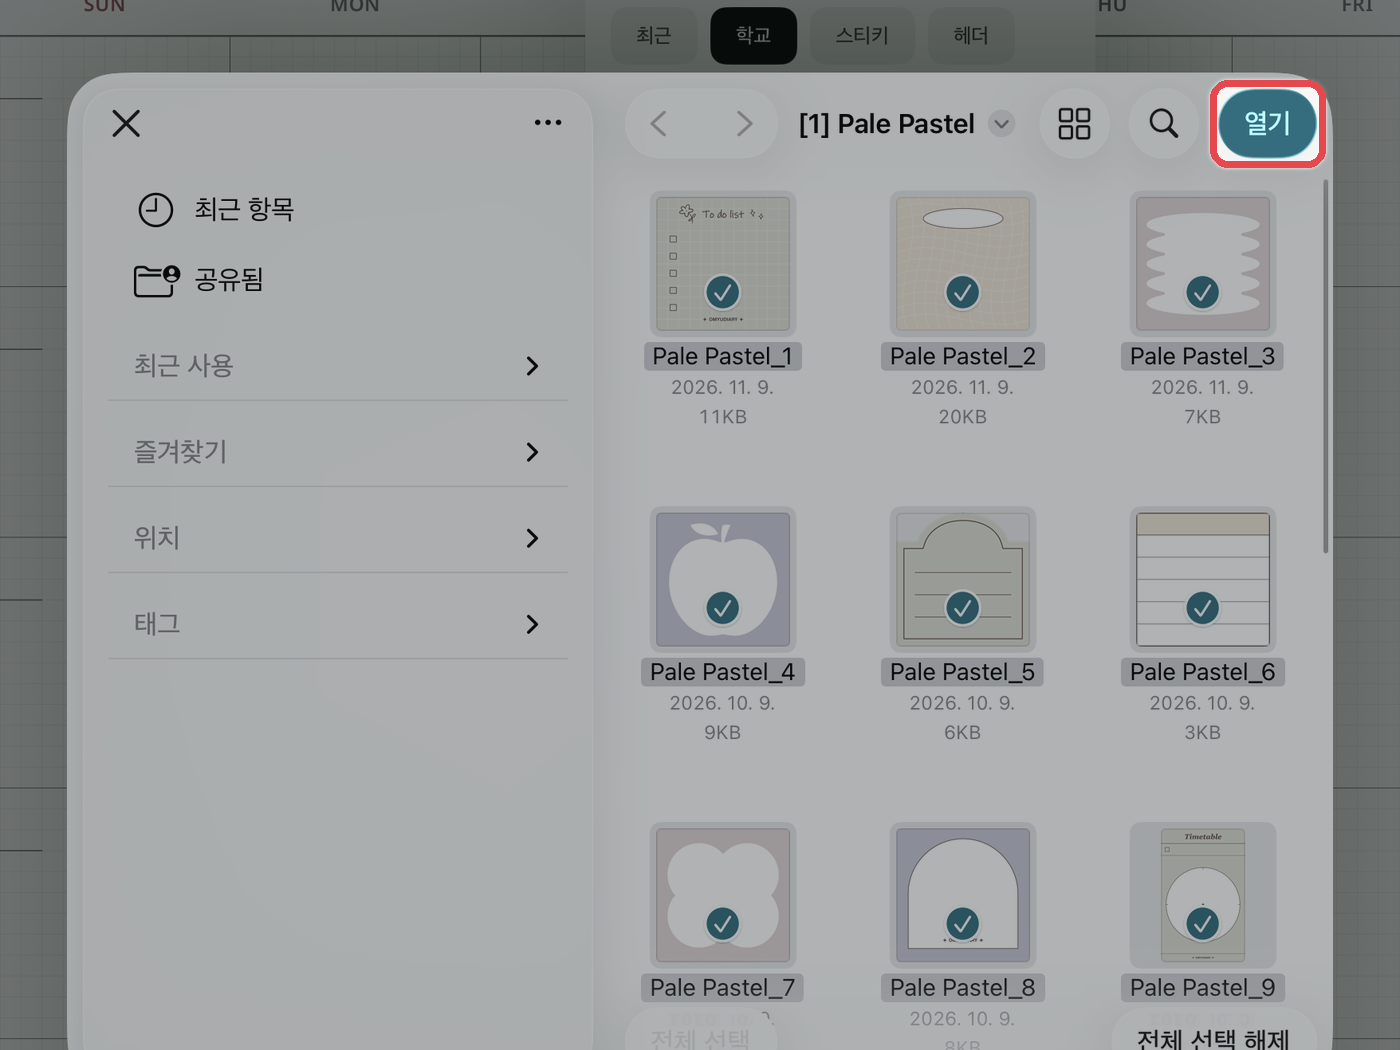 SUN
MON
HU
FRI
최근
학교
스티키
헤더
[1] Pale Pastel
열기
최근 항목
공유됨
최근 사용
즐겨찾기
위치
태그
To do list
OMYUDIARY
Pale Pastel_1
2026. 11. 9.
11KB
Pale Pastel_2
2026. 11. 9.
20KB
Pale Pastel_3
2026. 11. 9.
7KB
Pale Pastel_4
2026. 10. 9.
9KB
Pale Pastel_5
2026. 10. 9.
6KB
Pale Pastel_6
2026. 10. 9.
3KB
Timetable
Pale Pastel_7
Pale Pastel_8
2026. 10. 9.
8KB
Pale Pastel_9
전체 선택
전체 선택 해제